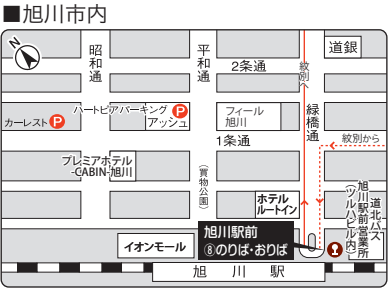 ■旭川市内
N
昭和通
平和通
2条通
紋別へ
道銀
ハートピアパーキング P
カーレスト P
アッシュ
フィール
旭川
緑橋通
1条通
紋別から
プレミアホテル
-CABIN-旭川
(買物公園)
ホテル
ルートイン
道北バス
旭川駅前営業所
(ツルハビル内)
旭川駅前
⑧のりば・おりば
イオンモール
旭川駅